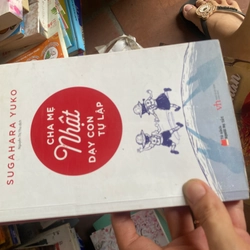 SUGAHARA YUKO
CHA MẸ
Nhật
DẠY CON
TỰ LẬP